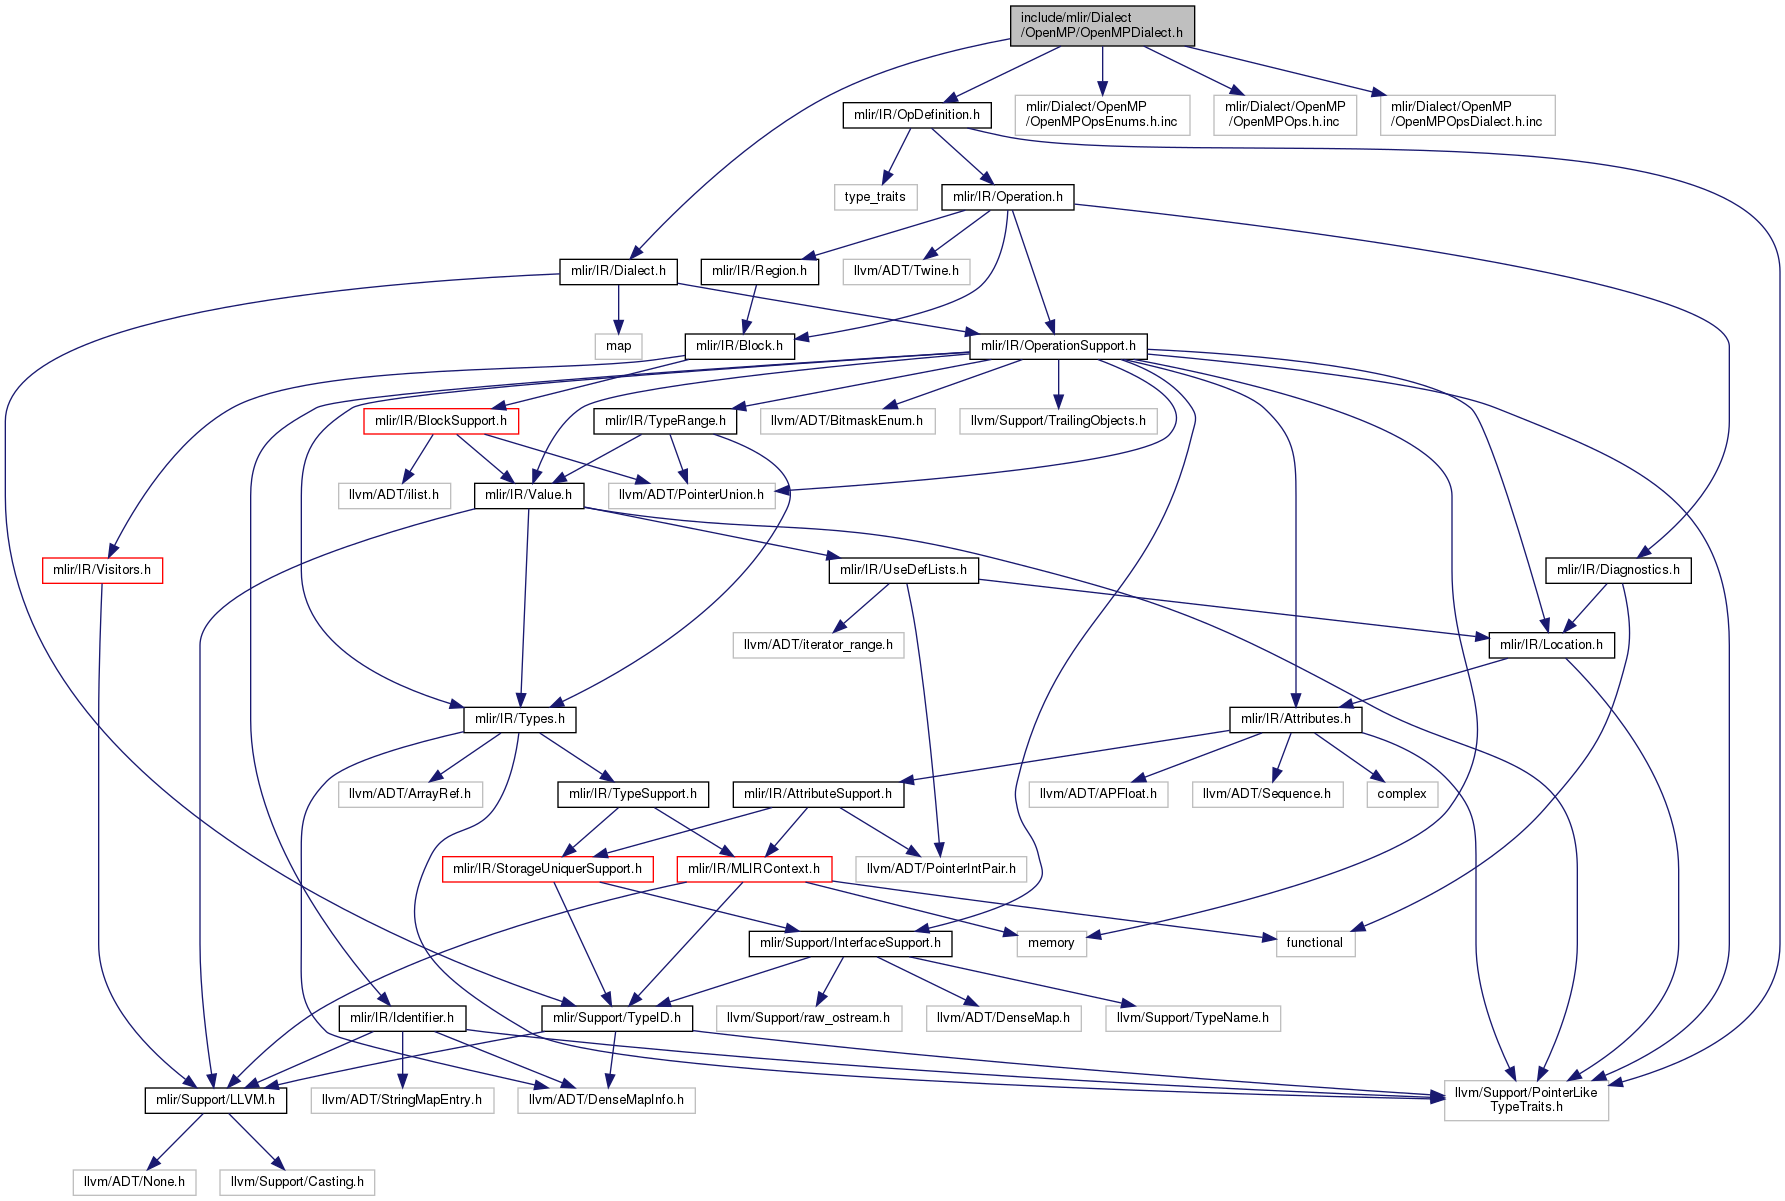 include/mlir/Dialect
/OpenMP/OpenMPDialect.h
mlir/IR/OpDefinition.h
mlir/Dialect/OpenMP
/OpenMPOpsEnums.h.inc
mlir/Dialect/OpenMP
/OpenMPOps.h.inc
mlir/Dialect/OpenMP
/OpenMPOpsDialect.h.inc
type_traits
mlir/IR/Operation.h
mlir/IR/Dialect.h
mlir/IR/Region.h
llvm/ADT/Twine.h
map
mlir/IR/Block.h
mlir/IR/OperationSupport.h
mlir/IR/BlockSupport.h
mlir/IR/TypeRange.h
llvm/ADT/BitmaskEnum.h
llvm/Support/TrailingObjects.h
llvm/ADT/ilist.h
mlir/IR/Value.h
llvm/ADT/PointerUnion.h
mlir/IR/Visitors.h
mlir/IR/UseDefLists.h
mlir/IR/Diagnostics.h
llvm/ADT/iterator_range.h
mlir/IR/Location.h
mlir/IR/Types.h
mlir/IR/Attributes.h
llvm/ADT/ArrayRef.h
mlir/IR/TypeSupport.h
mlir/IR/AttributeSupport.h
llvm/ADT/APFloat.h
llvm/ADT/Sequence.h
complex
mlir/IR/StorageUniquerSupport.h
mlir/IR/MLIRContext.h
llvm/ADT/PointerIntPair.h
mlir/Support/InterfaceSupport.h
memory
functional
mlir/IR/Identifier.h
mlir/Support/TypeID.h
llvm/Support/raw_ostream.h
llvm/ADT/DenseMap.h
llvm/Support/TypeName.h
mlir/Support/LLVM.h
llvm/ADT/StringMapEntry.h
llvm/ADT/DenseMapInfo.h
llvm/Support/PointerLike
TypeTraits.h
llvm/ADT/None.h
llvm/Support/Casting.h